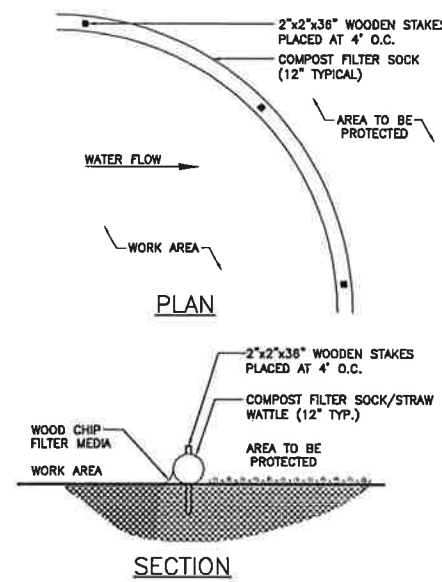 2"x2"x36" WOODEN STAKES
PLACED AT 4' O.C.
COMPOST FILTER SOCK
(12" TYPICAL)
AREA TO BE
PROTECTED
WATER FLOW
WORK AREA
PLAN
2"x2"x36" WOODEN STAKES
PLACED AT 4' O.C.
COMPOST FILTER SOCK/STRAW
WATTLE (12" TYP.)
WOOD CHIP
FILTER MEDIA
AREA TO BE
PROTECTED
WORK AREA
SECTION